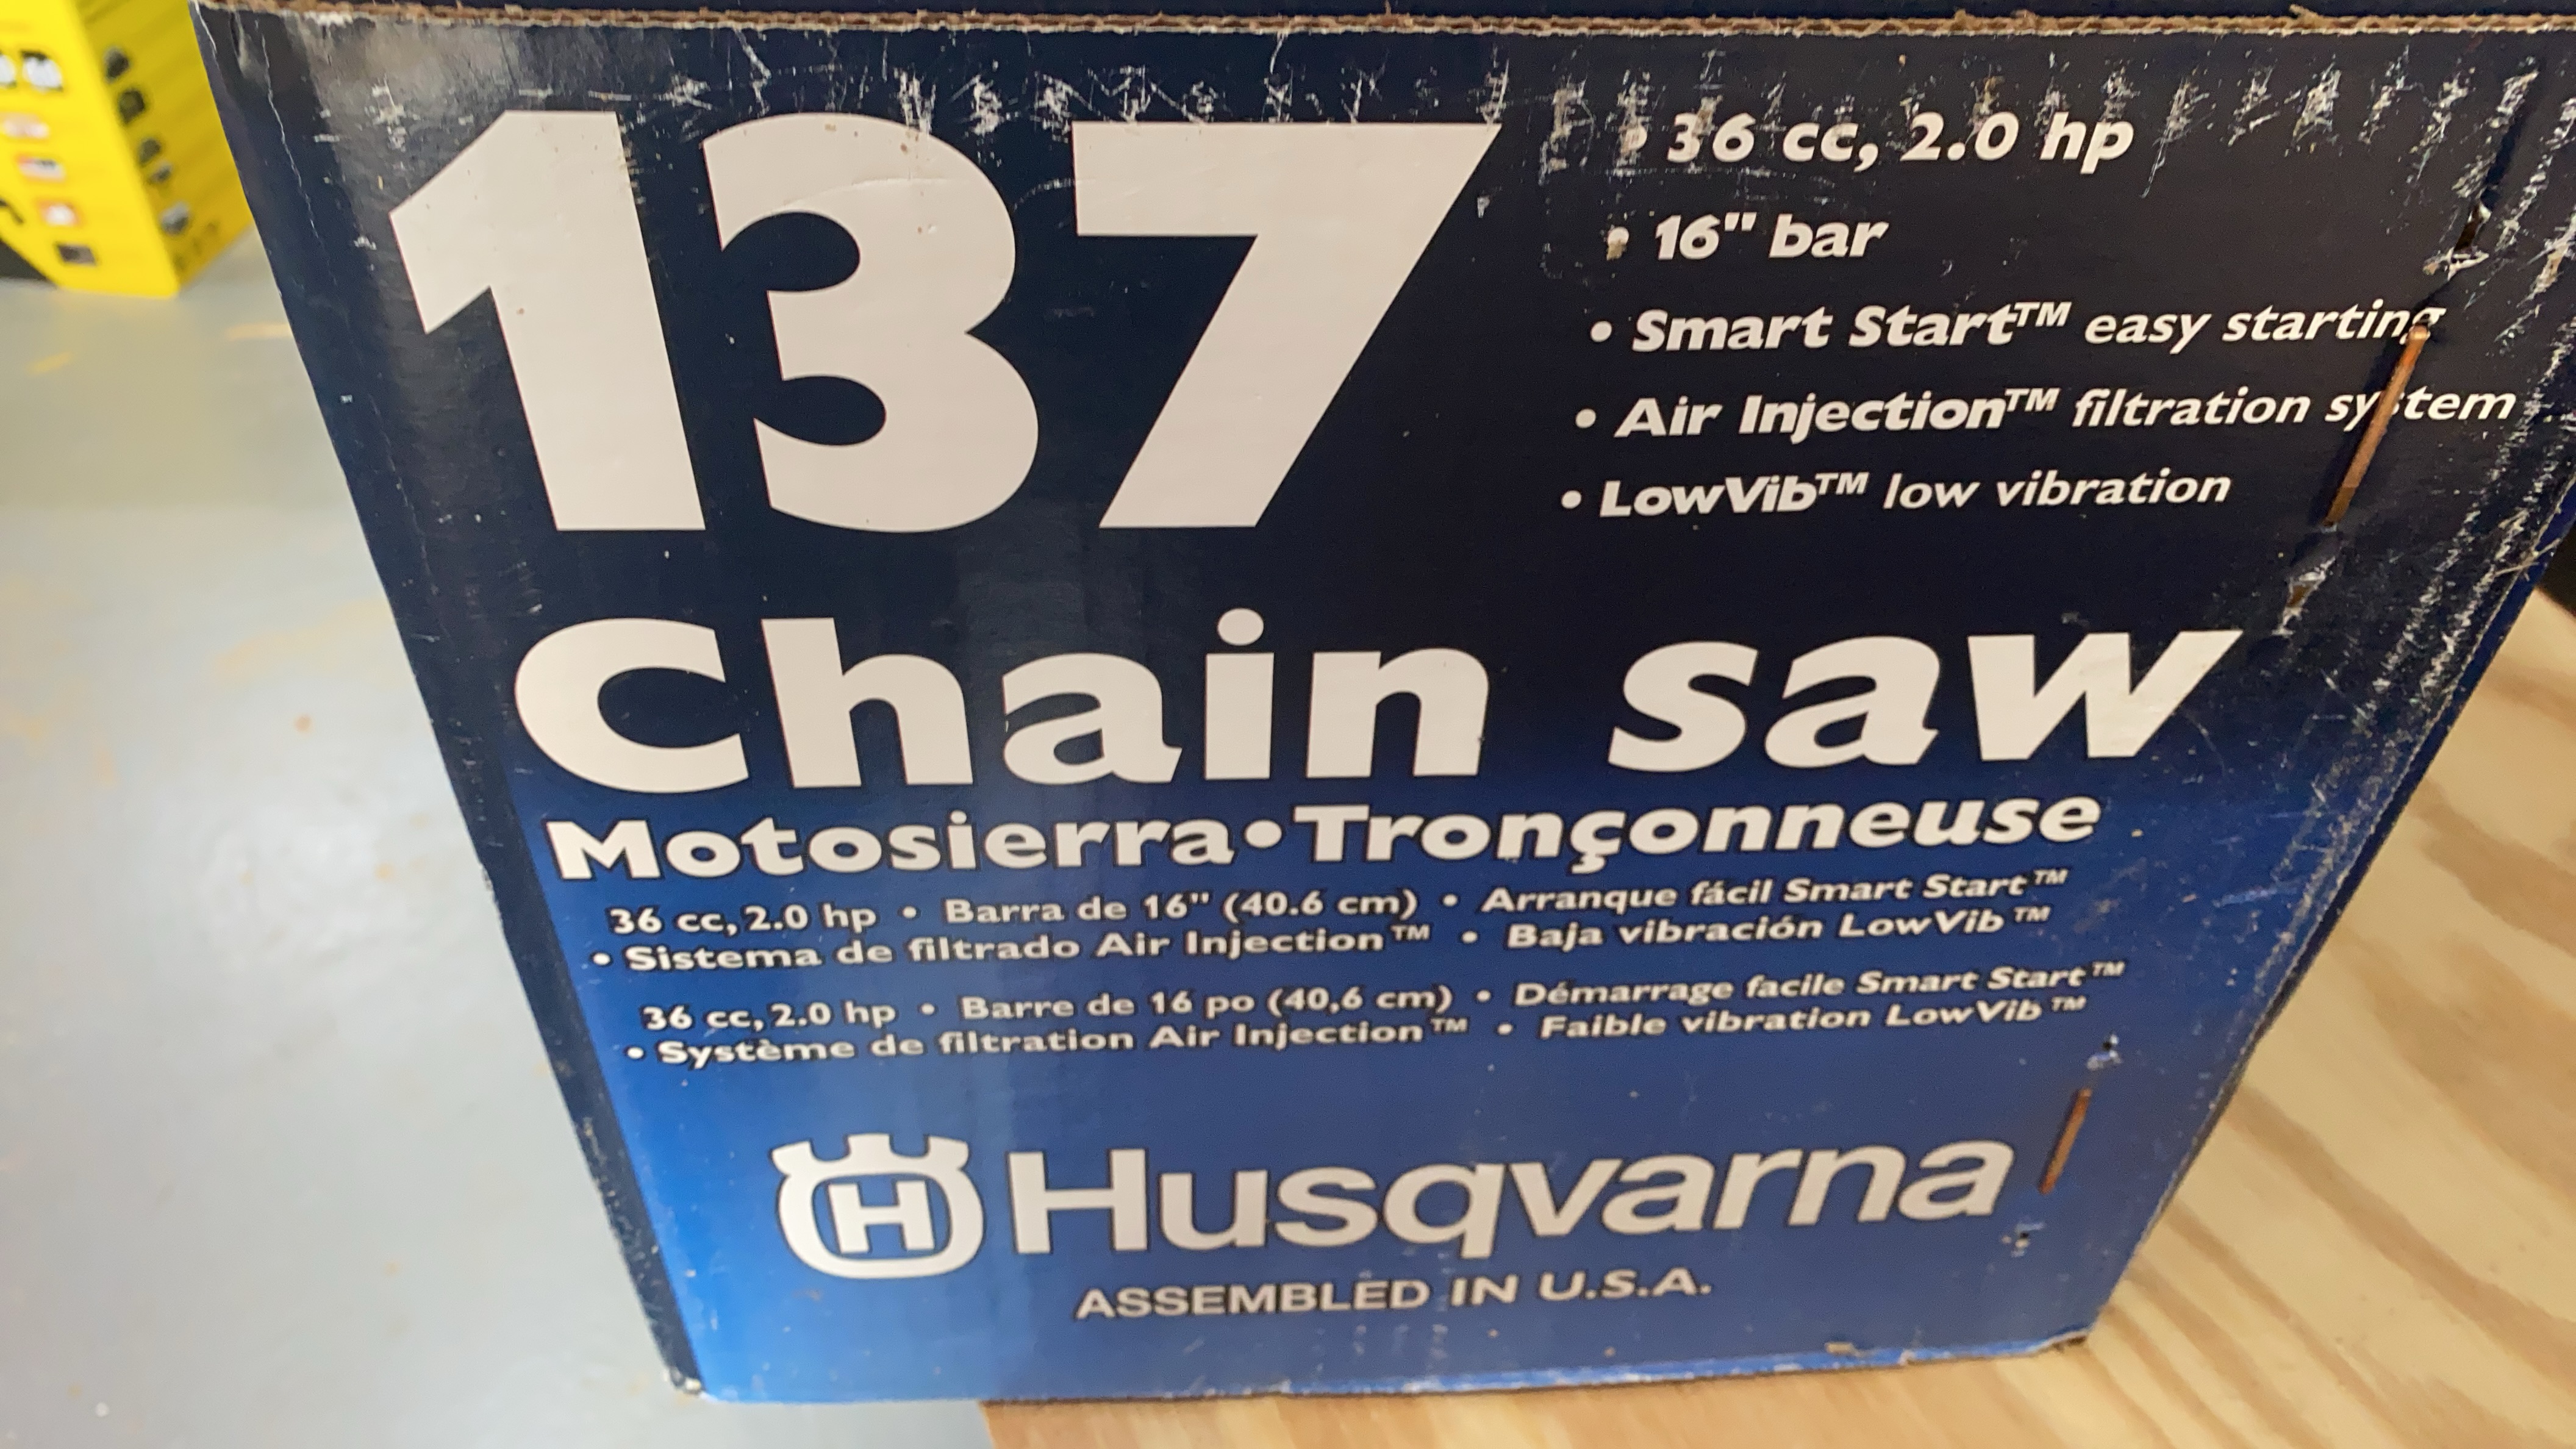 137
• 36 cc, 2.0 hp
• 16" bar
• Smart Start™ easy starting
• Air Injection™ filtration system
• LowVib™ low vibration
Chain saw
Motosierra • Tronçonneuse
36 cc, 2.0 hp • Barra de 16" (40.6 cm) • Arranque fácil Smart Start™
• Sistema de filtrado Air Injection™ • Baja vibración LowVib™
36 cc, 2.0 hp • Barre de 16 po (40,6 cm) • Démarrage facile Smart Start™
• Système de filtration Air Injection™ • Faible vibration LowVib™
H Husqvarna
ASSEMBLED IN U.S.A.